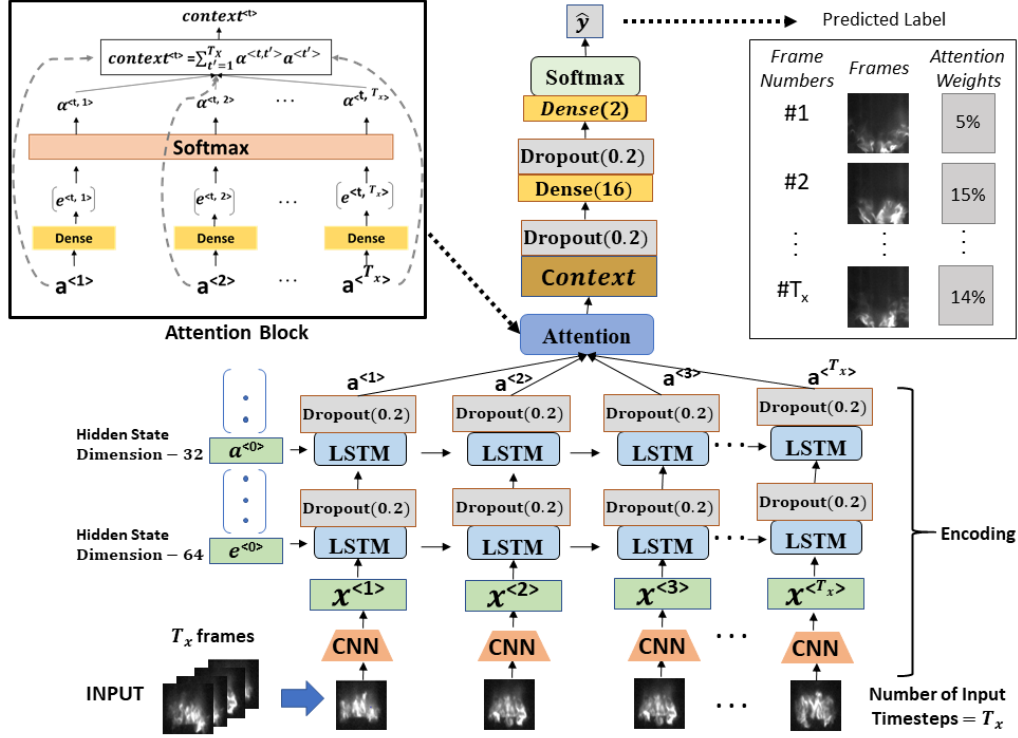 context<t>
context<t> =∑^{T_x}_{t'=1} α<t,t'> a<t'>
α<t, 1>
α<t, 2>
...
α<t, T_x>
Softmax
[e<t, 1>]
[e<t, 2>]
...
[e<t, T_x>]
Dense
Dense
Dense
a<1>
a<2>
...
a<T_x>
Attention Block
ŷ
Softmax
Dense(2)
Dropout(0.2)
Dense(16)
Dropout(0.2)
Context
Attention
Predicted Label
Frame Numbers
Frames
Attention Weights
#1
5%
#2
15%
#T_x
14%
a<1>
a<2>
a<3>
a<T_x>
Dropout(0.2)
Dropout(0.2)
Dropout(0.2)
Dropout(0.2)
Hidden State
Dimension − 32
a<0>
LSTM
LSTM
LSTM
...
LSTM
Dropout(0.2)
Dropout(0.2)
Dropout(0.2)
Dropout(0.2)
Hidden State
Dimension − 64
e<0>
LSTM
LSTM
LSTM
...
LSTM
Encoding
x<1>
x<2>
x<3>
x<T_x>
T_x frames
CNN
CNN
CNN
...
CNN
INPUT
...
Number of Input
Timesteps = T_x